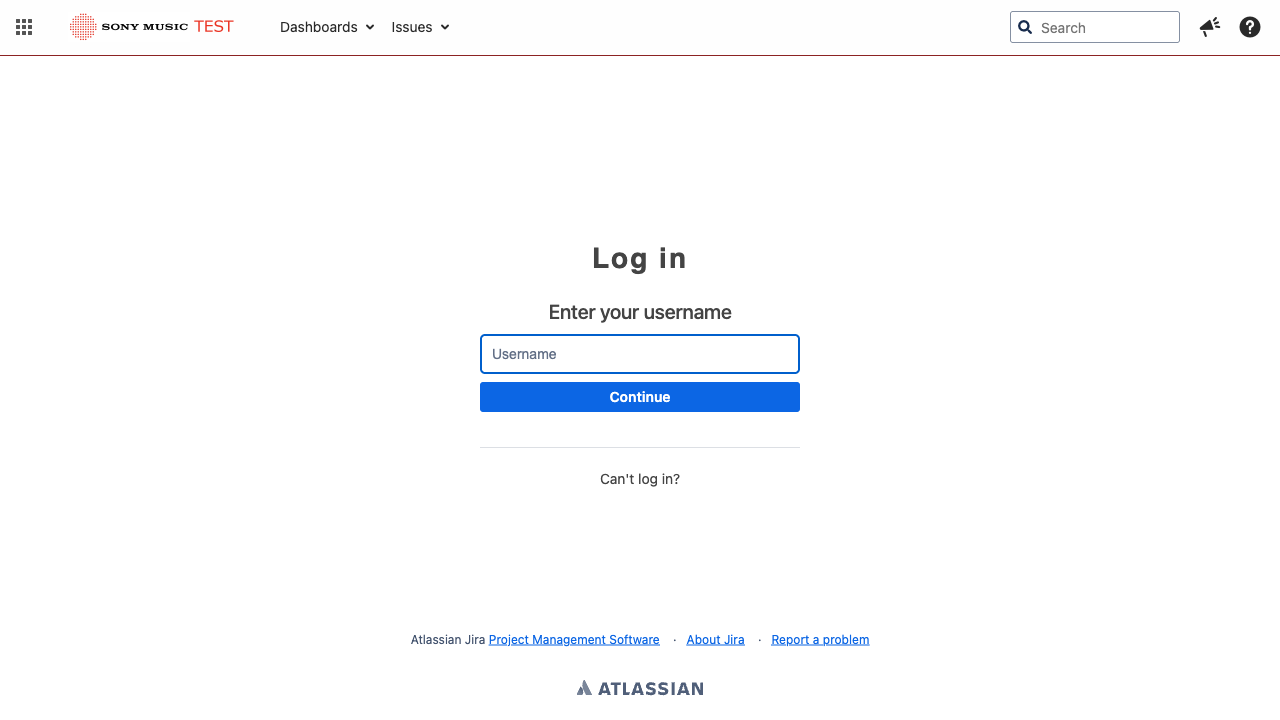 SONY MUSIC TEST
Dashboards
Issues
Search
Log in
Enter your username
Username
Continue
Can't log in?
Atlassian Jira Project Management Software · About Jira · Report a problem
ATLASSIAN